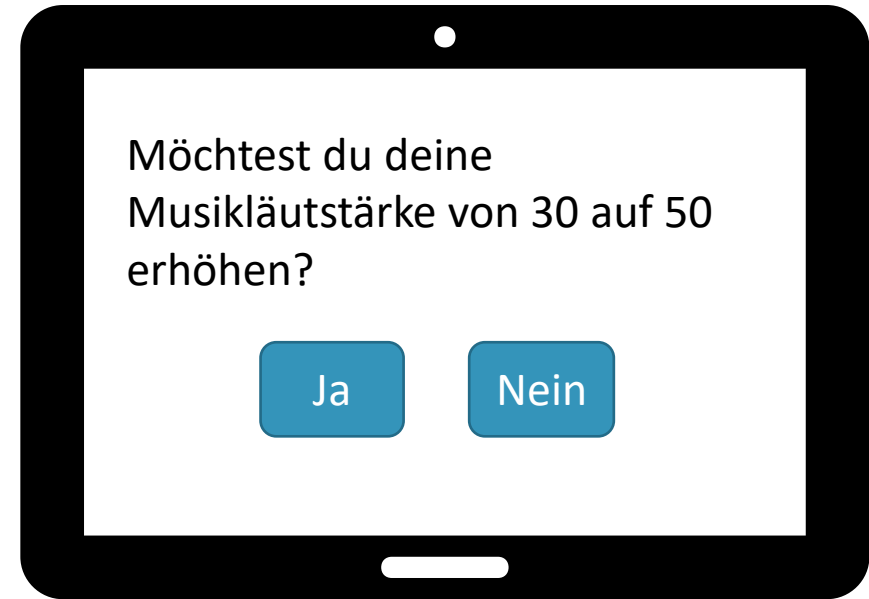 Möchtest du deine
Musikläutstärke von 30 auf 50
erhöhen?
Ja Nein